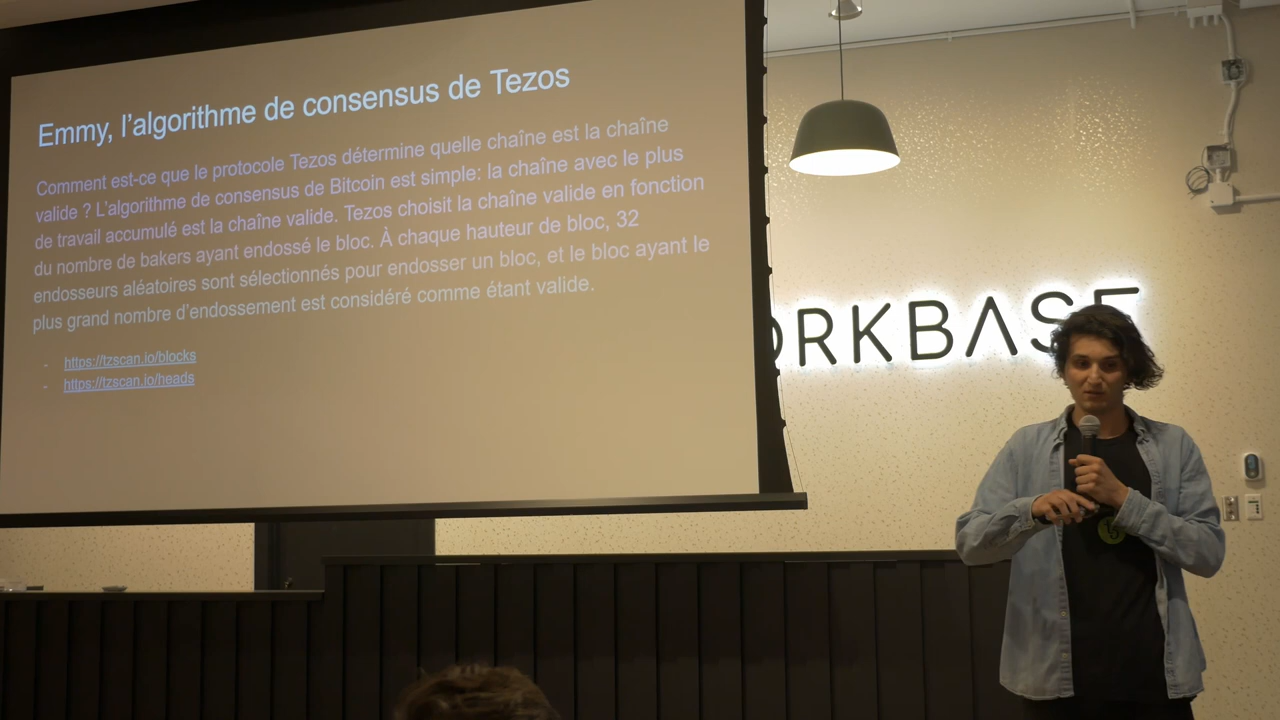 Emmy, l’algorithme de consensus de Tezos
Comment est-ce que le protocole Tezos détermine quelle chaîne est la chaîne
valide ? L’algorithme de consensus de Bitcoin est simple: la chaîne avec le plus
de travail accumulé est la chaîne valide. Tezos choisit la chaîne valide en fonction
du nombre de bakers ayant endossé le bloc. À chaque hauteur de bloc, 32
endosseurs aléatoires sont sélectionnés pour endosser un bloc, et le bloc ayant le
plus grand nombre d’endossement est considéré comme étant valide.
- https://tzscan.io/blocks
- https://tzscan.io/heads
ORKBASE